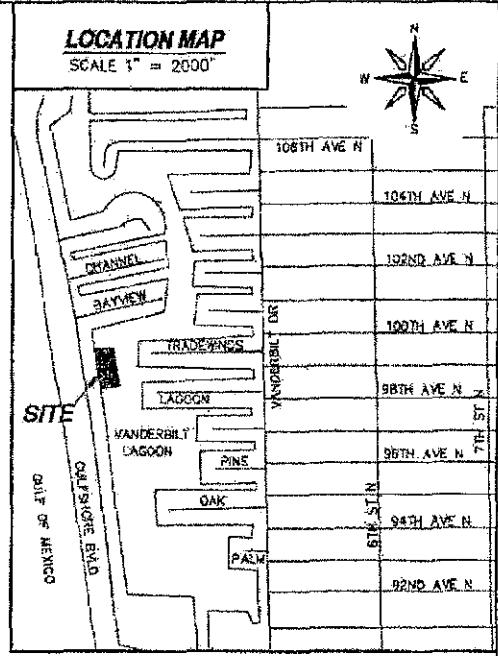 LOCATION MAP
SCALE 1" = 2000'
N
W E
S
108TH AVE N
104TH AVE N
CHANNEL
102ND AVE N
BAYVIEW
100TH AVE N
TRADEWINDS
VANDERBILT DR
98TH AVE N
LAGOON
7TH ST N
SITE
VANDERBILT
LAGOON
96TH AVE N
PINE
OAK
6TH ST N
94TH AVE N
GULFSHORE BVLD
GULF OF MEXICO
PALM
92ND AVE N